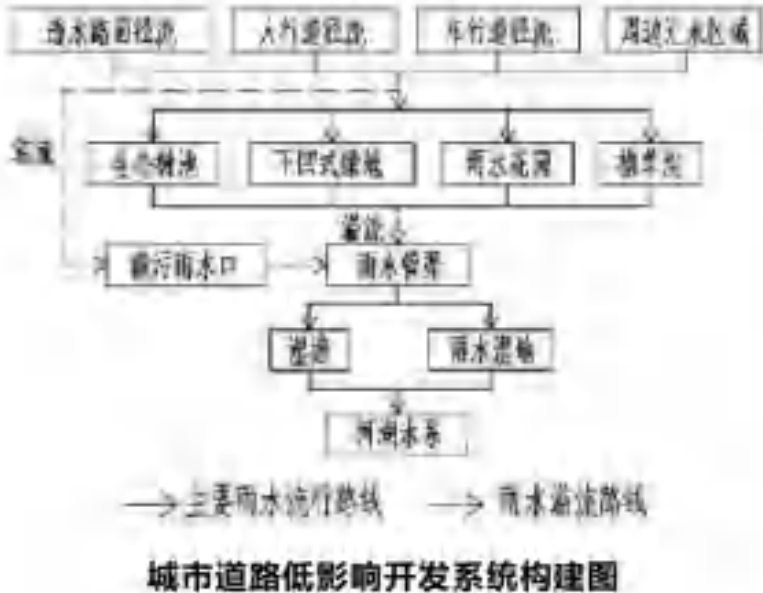 透水路面径流 人行道径流 车行道径流 周边汇水区域
生态树池 下凹式绿地 雨水花园 植草沟
溢流
截污雨水口 雨水管渠
湿塘 雨水湿地
河湖水系
主要雨水流行路线 雨水溢流路线
城市道路低影响开发系统构建图